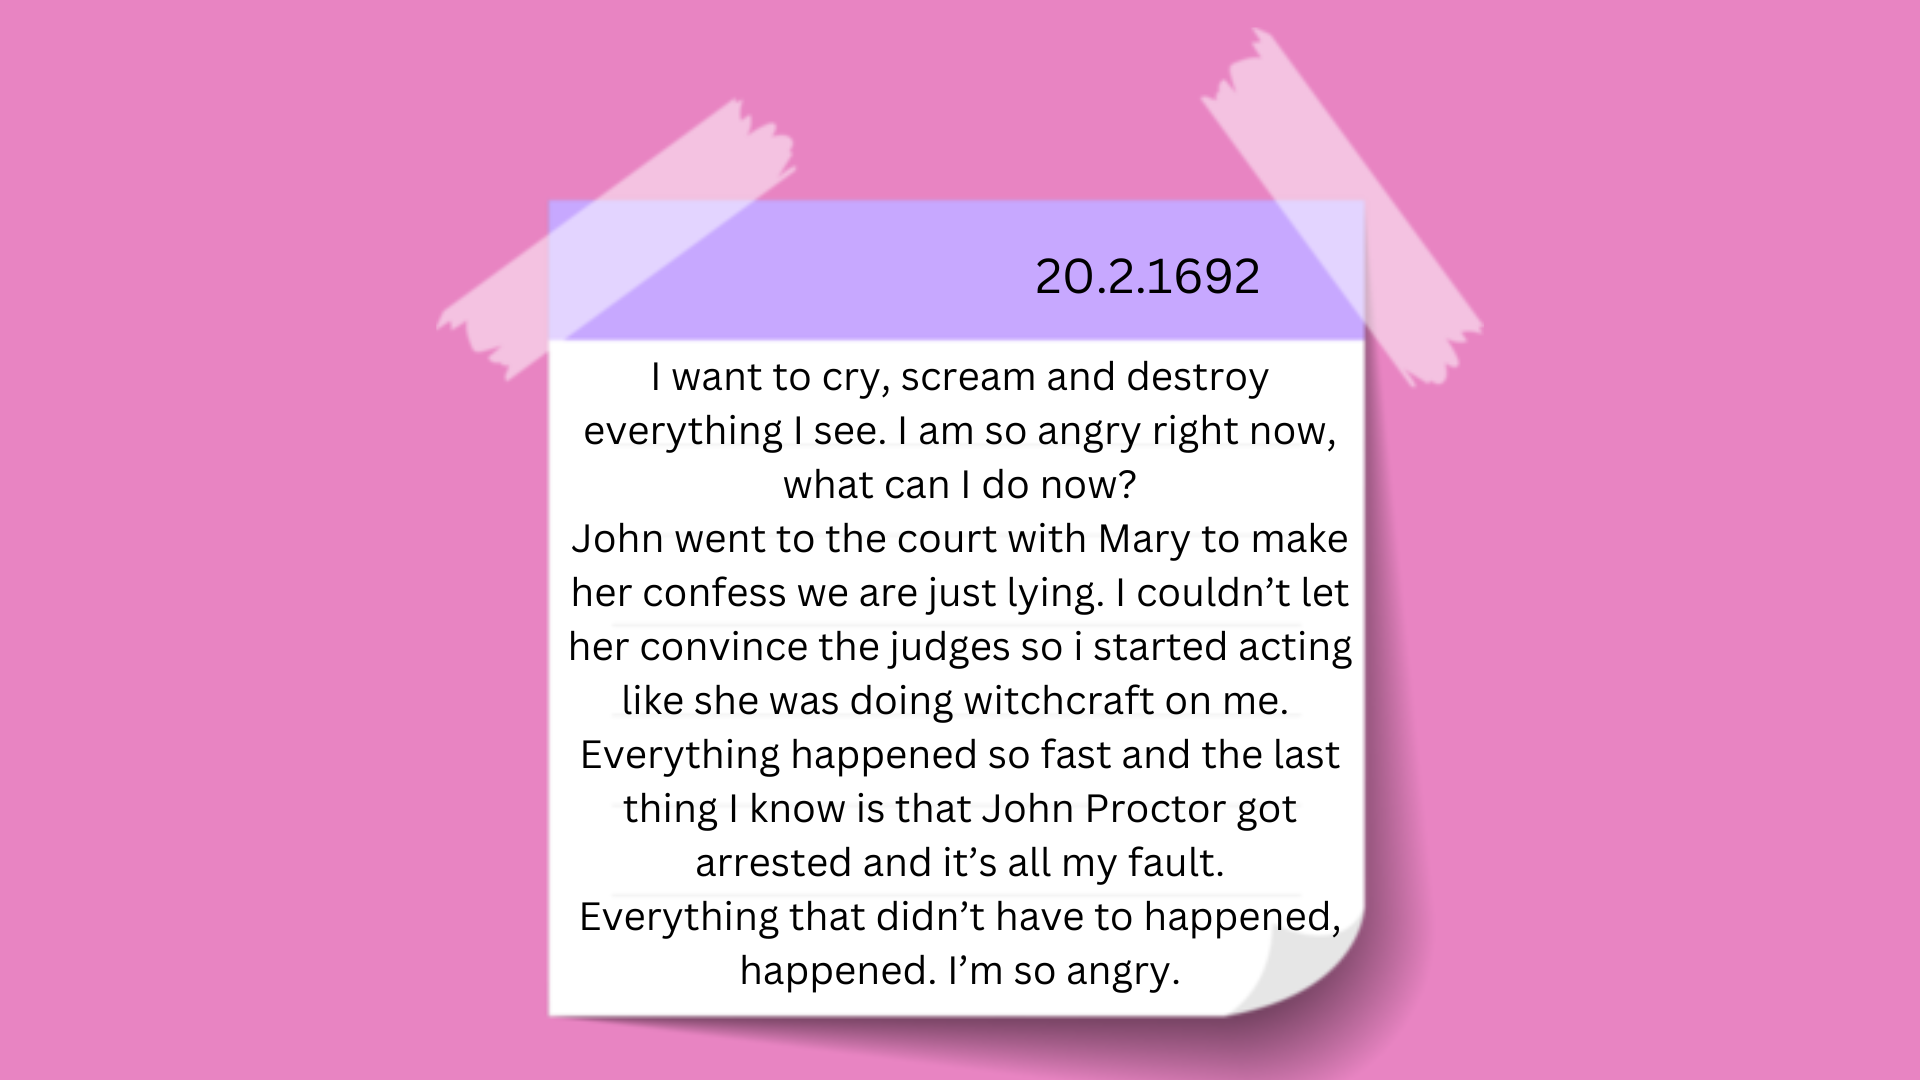 20.2.1692
I want to cry, scream and destroy
everything I see. I am so angry right now,
what can I do now?
John went to the court with Mary to make
her confess we are just lying. I couldn’t let
her convince the judges so i started acting
like she was doing witchcraft on me.
Everything happened so fast and the last
thing I know is that John Proctor got
arrested and it’s all my fault.
Everything that didn’t have to happened,
happened. I’m so angry.